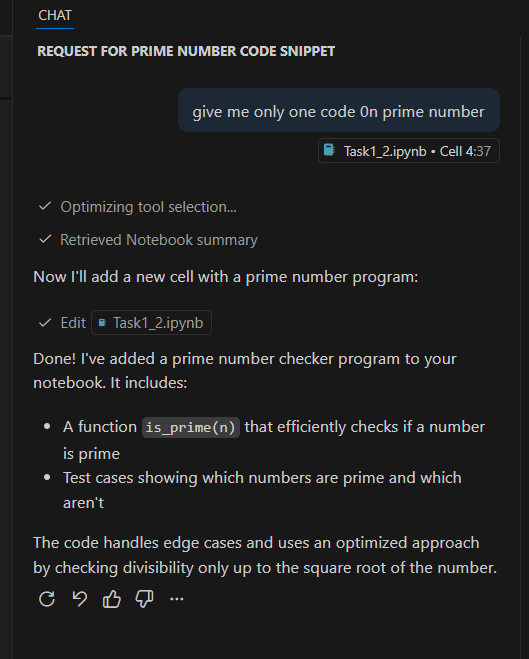 CHAT
REQUEST FOR PRIME NUMBER CODE SNIPPET
give me only one code 0n prime number
Task1_2.ipynb • Cell 4:37
Optimizing tool selection...
Retrieved Notebook summary
Now I'll add a new cell with a prime number program:
Edit Task1_2.ipynb
Done! I've added a prime number checker program to your
notebook. It includes:
• A function is_prime(n) that efficiently checks if a number
is prime
• Test cases showing which numbers are prime and which
aren't
The code handles edge cases and uses an optimized approach
by checking divisibility only up to the square root of the number.